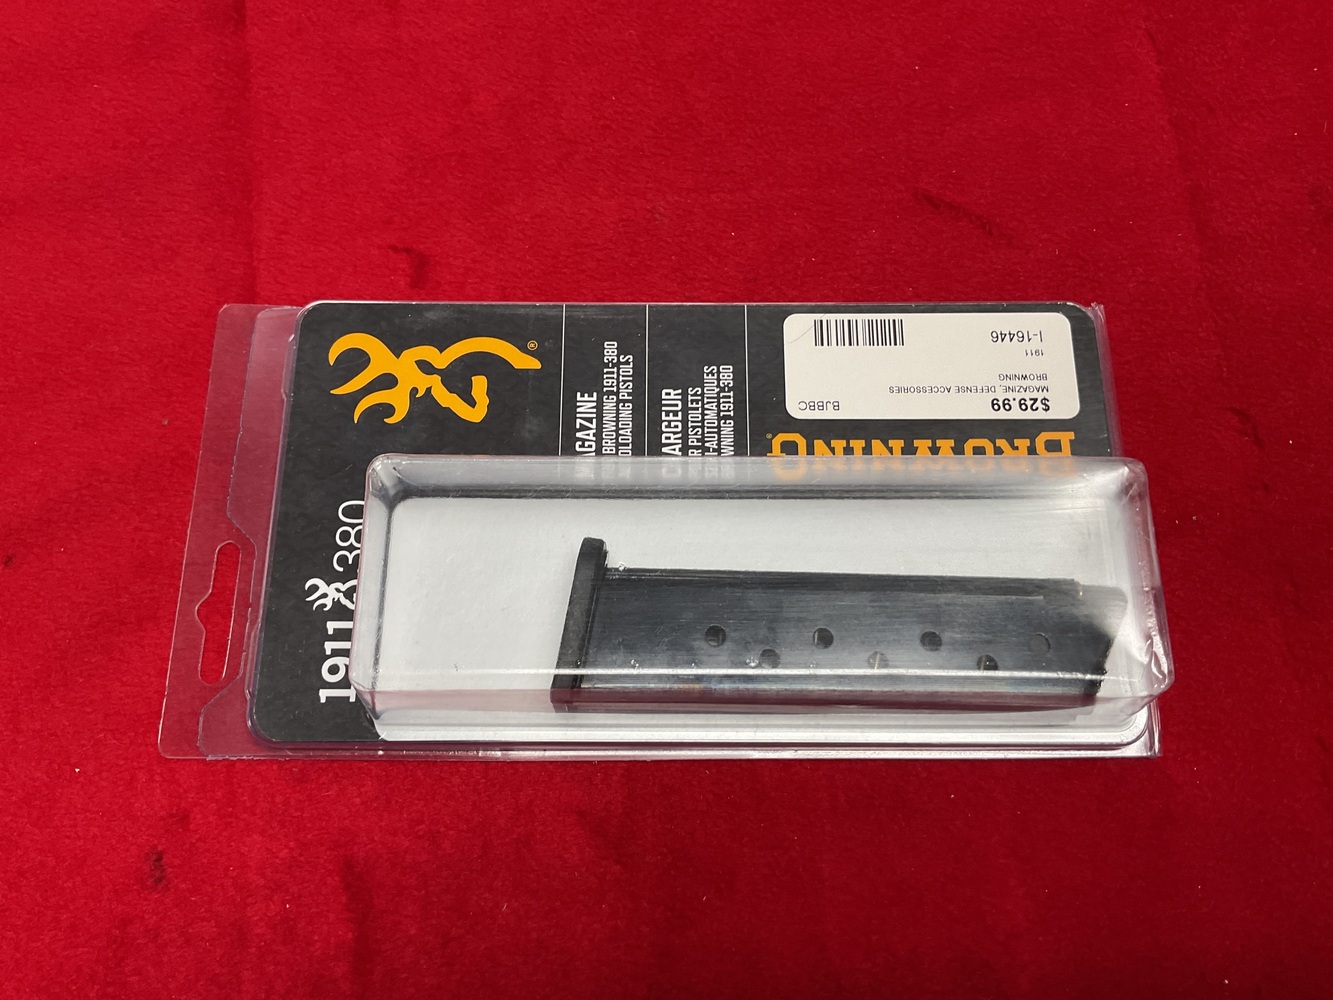 1911 380
®
AGAZINE
BROWNING 1911-380
OLOADING PISTOLS
ARGEUR
R PISTOLETS
I-AUTOMATIQUES
WNING 1911-380
BROWNING®
$29.99
BJBBC
MAGAZINE, DEFENSE ACCESSORIES
BROWNING
1911
I-16446